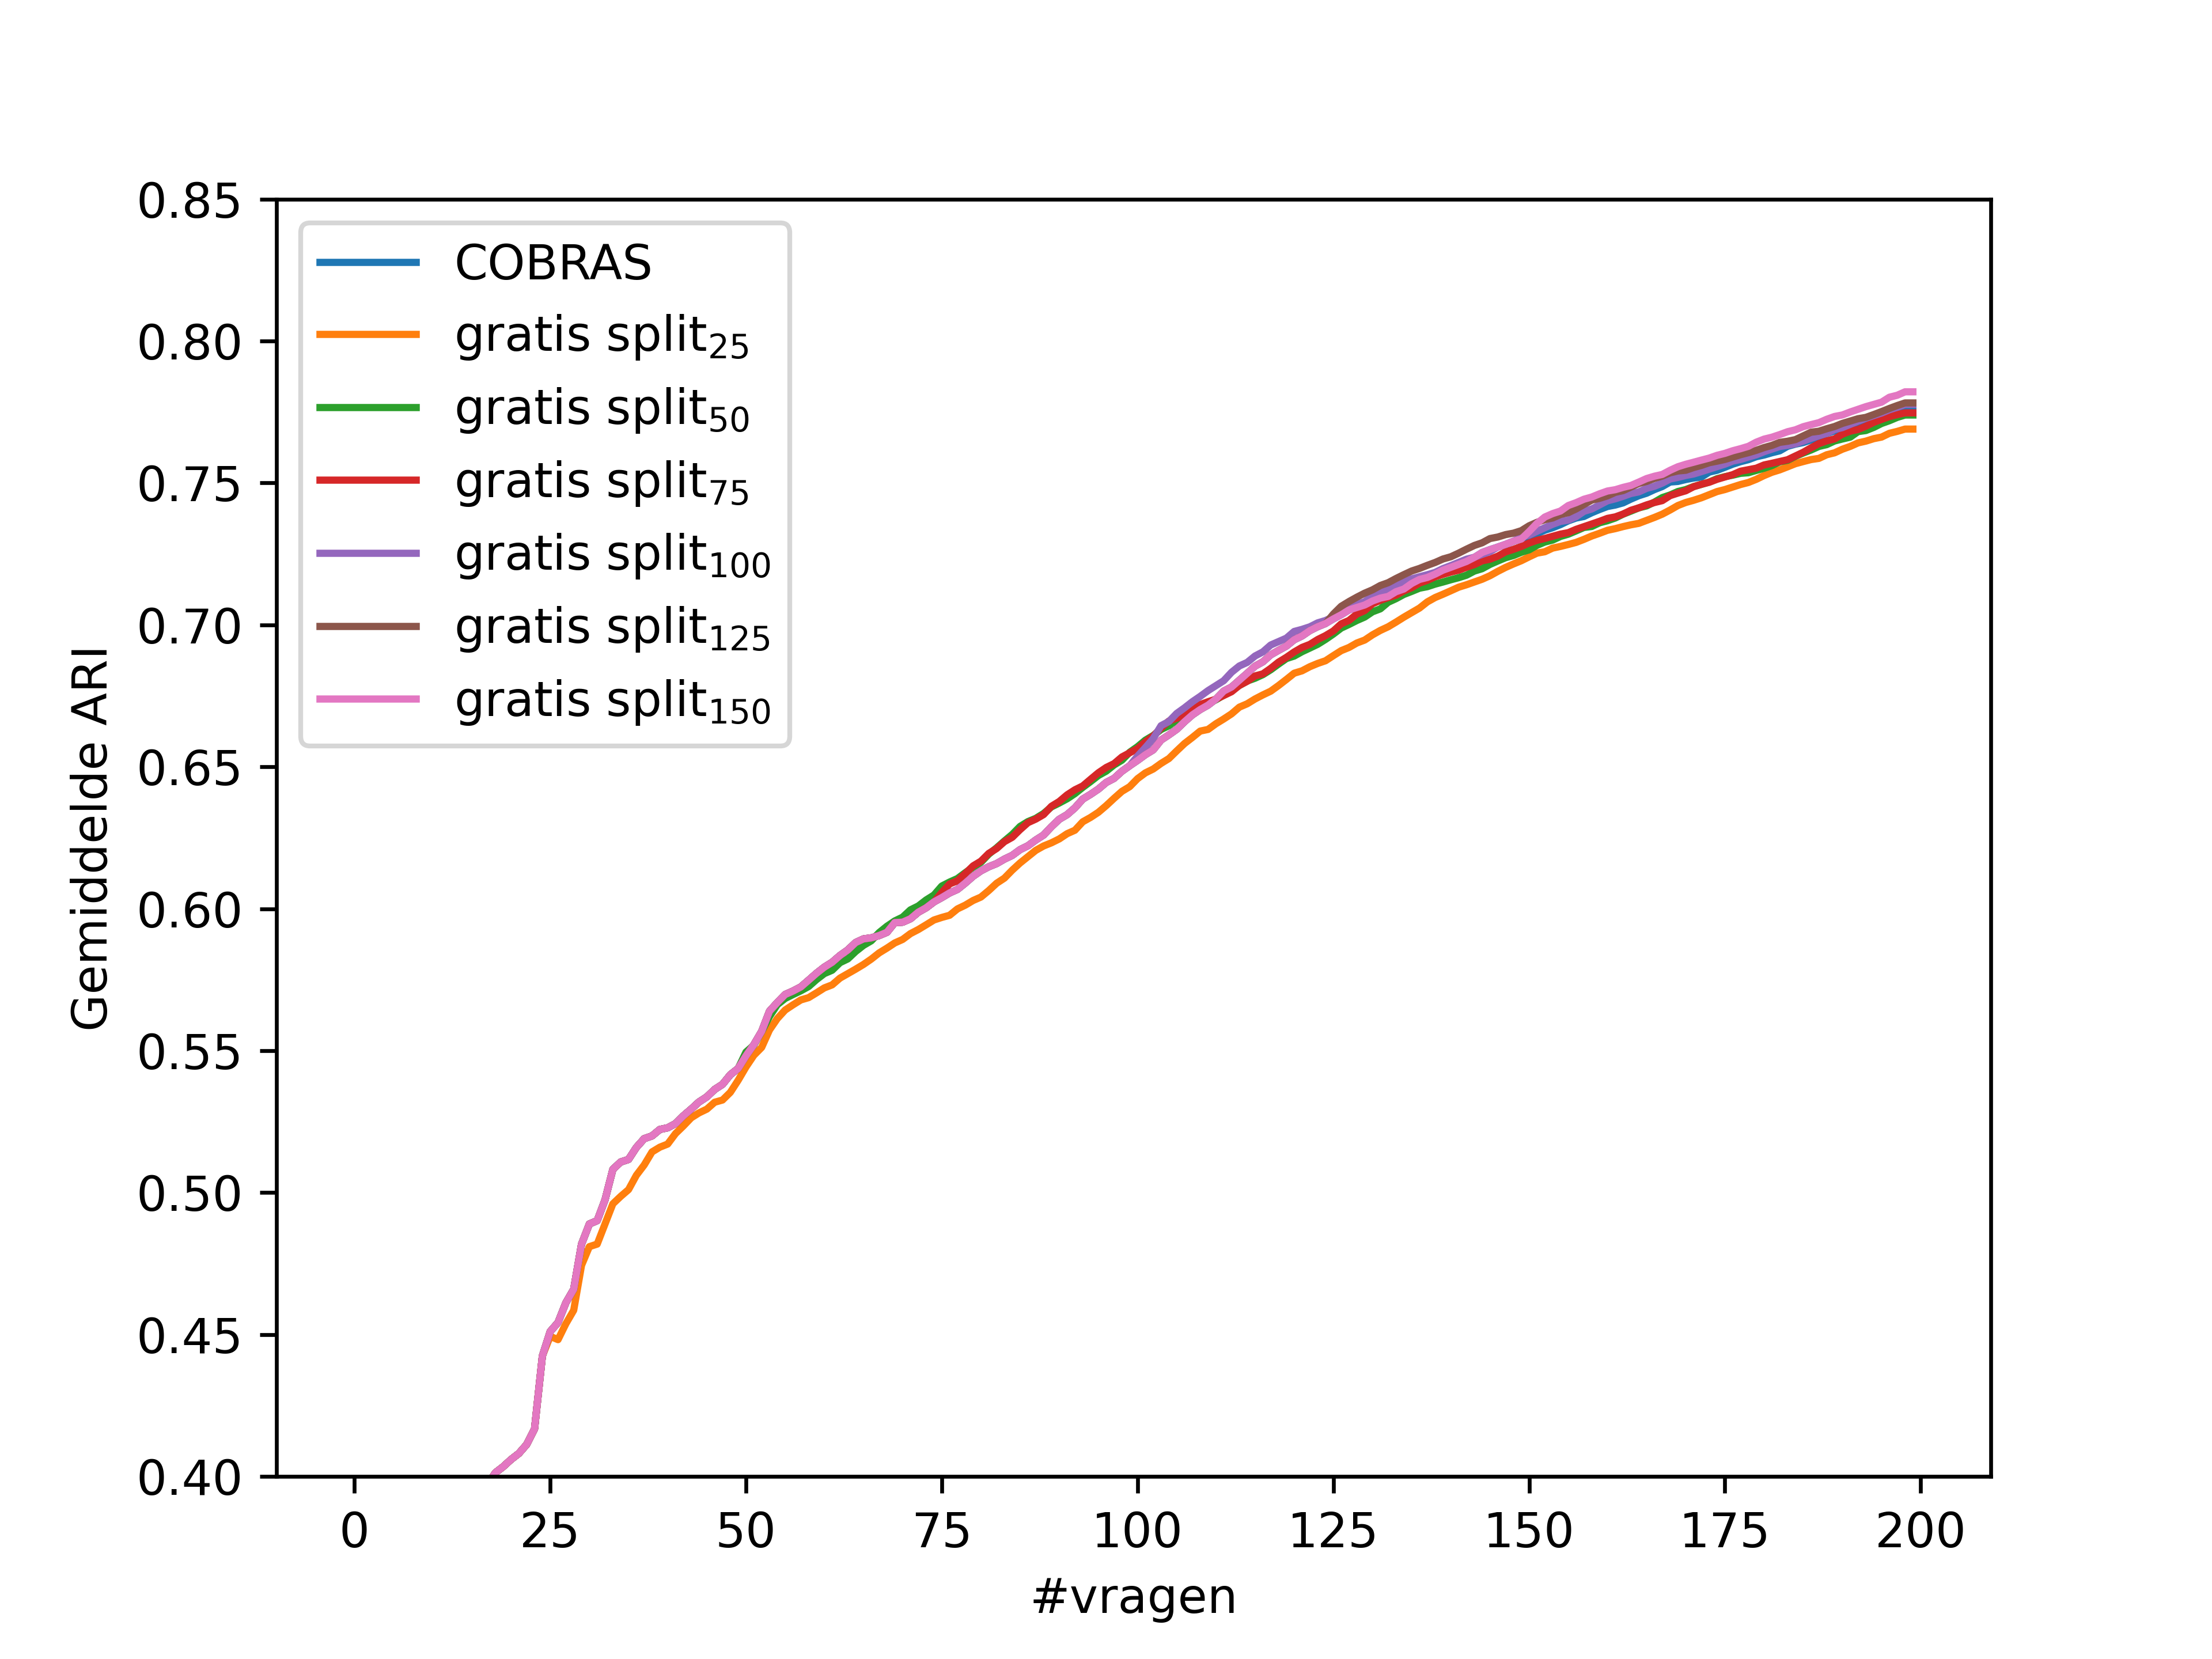 0.85
0.80
0.75
0.70
0.65
0.60
0.55
0.50
0.45
0.40
Gemiddelde ARI
COBRAS
gratis split25
gratis split50
gratis split75
gratis split100
gratis split125
gratis split150
0 25 50 75 100 125 150 175 200
#vragen